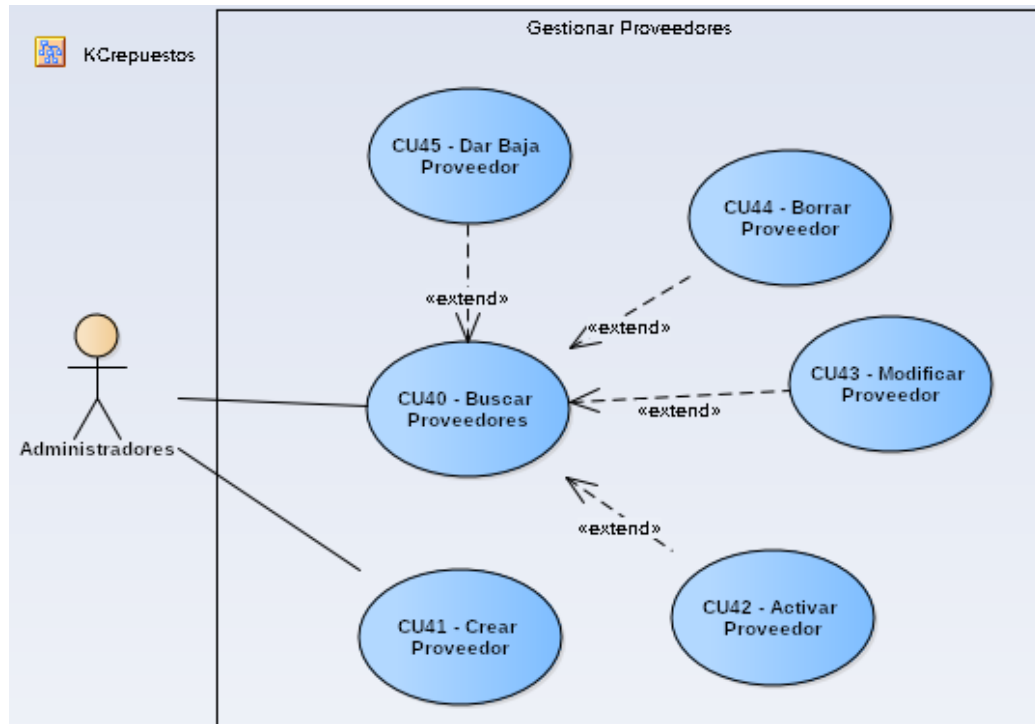 Gestionar Proveedores
KCrepuestos
CU45 - Dar Baja
Proveedor
CU44 - Borrar
Proveedor
«extend»
«extend»
CU43 - Modificar
Proveedor
«extend»
CU40 - Buscar
Proveedores
Administradores
«extend»
CU42 - Activar
Proveedor
CU41 - Crear
Proveedor